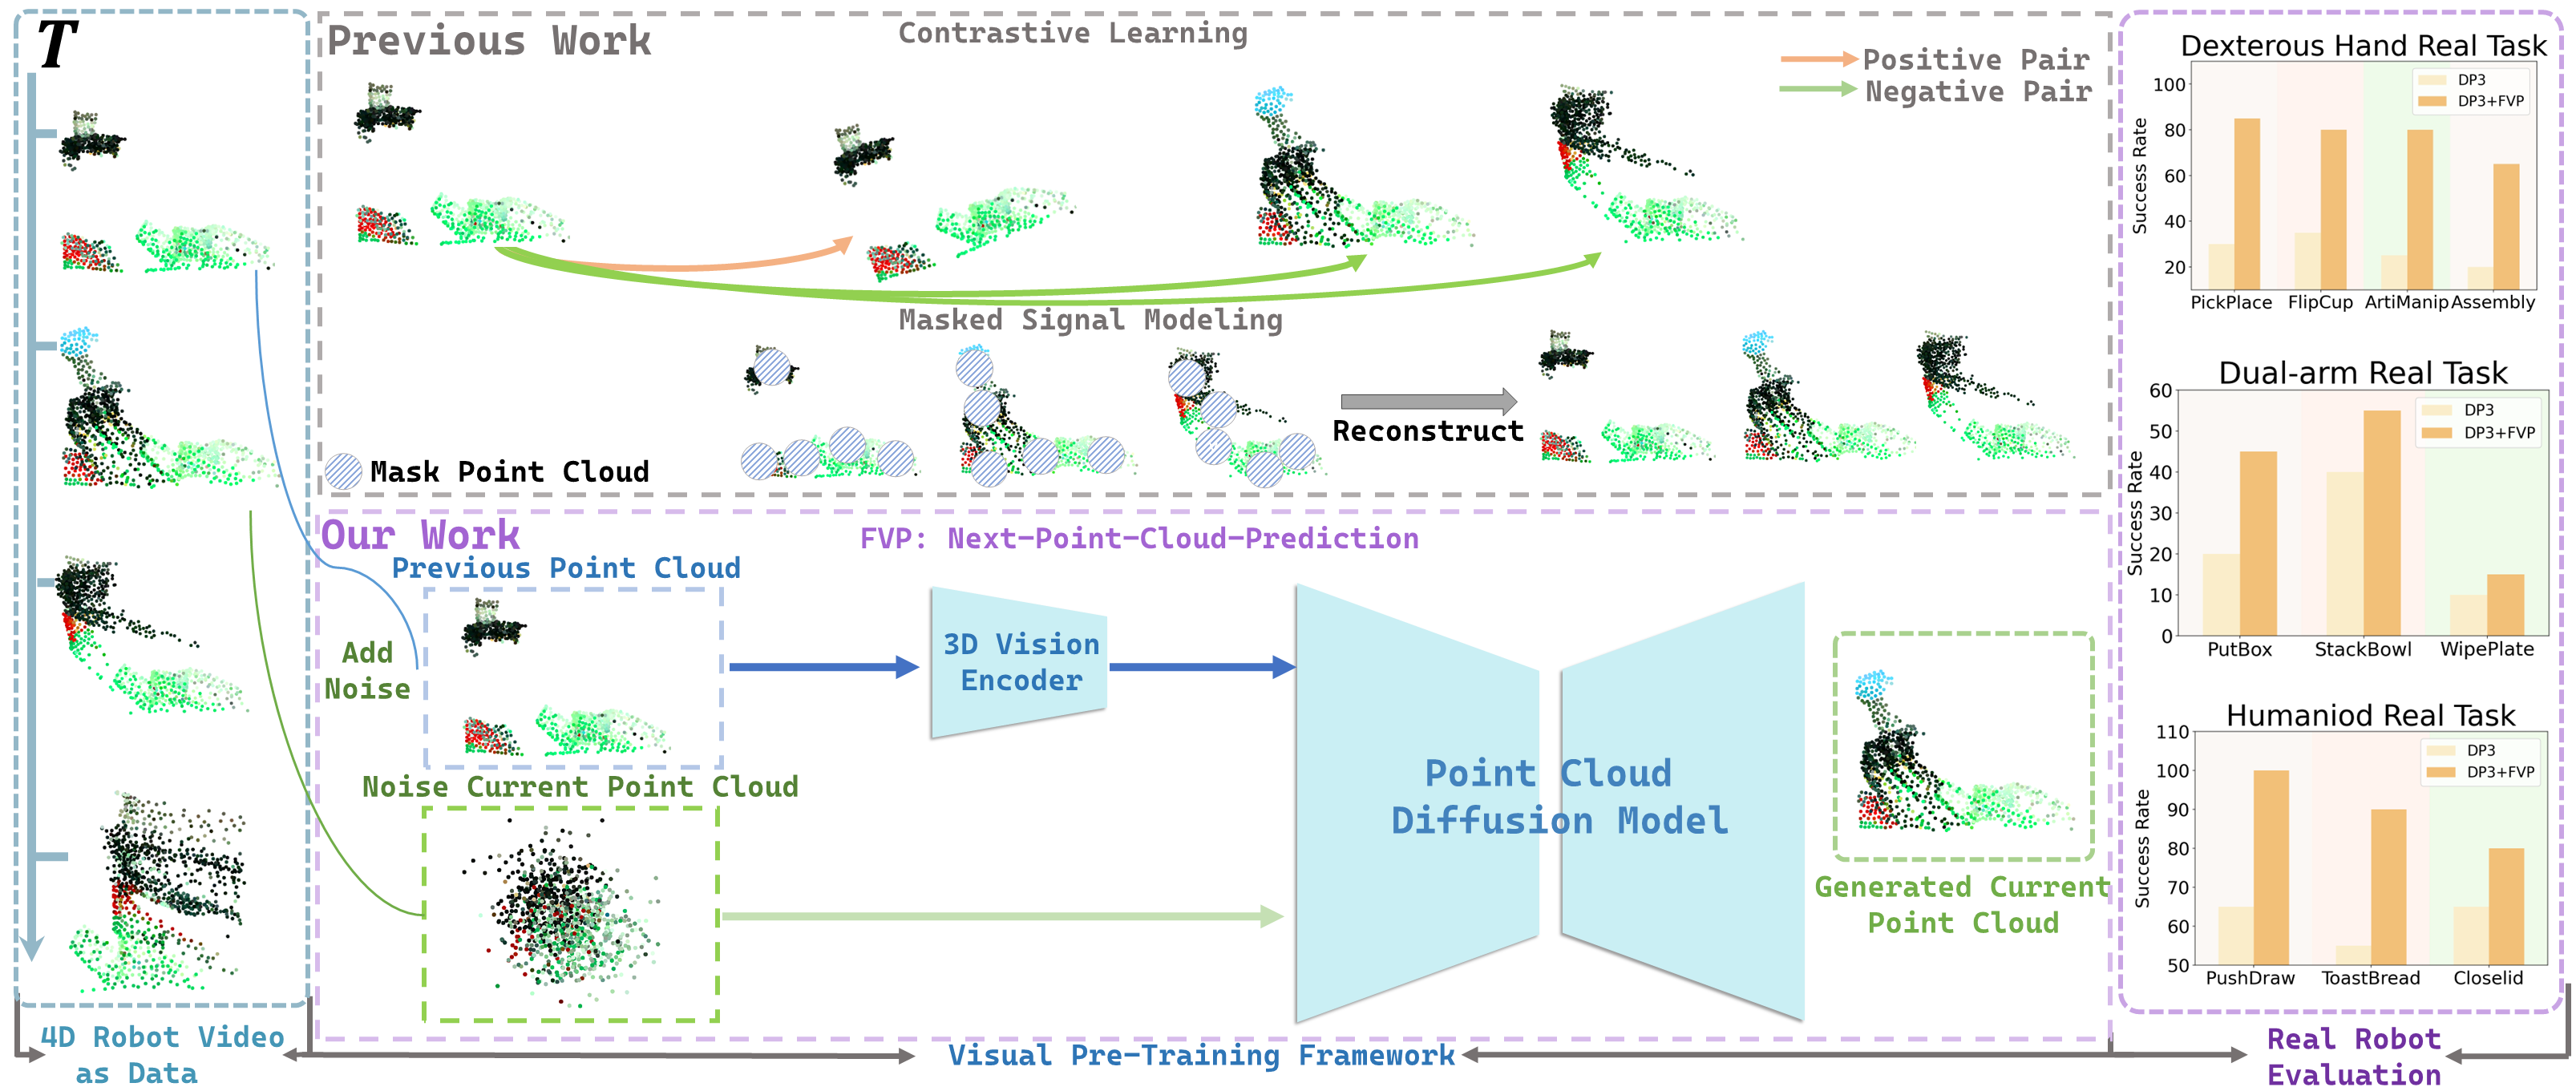 T
Previous Work
Contrastive Learning
Positive Pair
Negative Pair
Masked Signal Modeling
Reconstruct
Mask Point Cloud
Our Work
FVP: Next-Point-Cloud-Prediction
Previous Point Cloud
Add
Noise
3D Vision
Encoder
Noise Current Point Cloud
Point Cloud
Diffusion Model
Generated Current
Point Cloud
Dexterous Hand Real Task
DP3
DP3+FVP
Success Rate
100
80
60
40
20
PickPlace
FlipCup
ArtiManip
Assembly
Dual-arm Real Task
DP3
DP3+FVP
Success Rate
60
50
40
30
20
10
0
PutBox
StackBowl
WipePlate
Humaniod Real Task
DP3
DP3+FVP
Success Rate
110
100
90
80
70
60
50
PushDraw
ToastBread
Closelid
4D Robot Video
as Data
Visual Pre-Training Framework
Real Robot
Evaluation